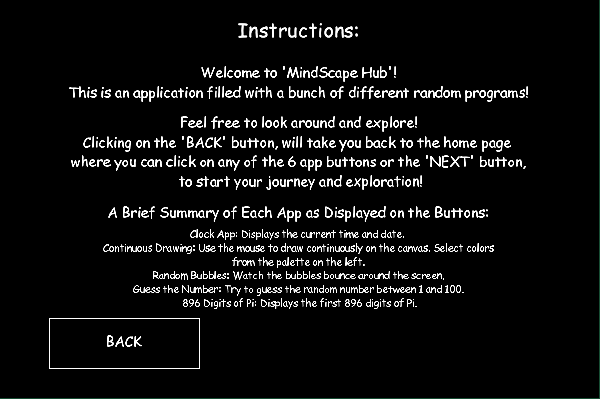 Instructions:
Welcome to 'MindScape Hub'!
This is an application filled with a bunch of different random programs!
Feel free to look around and explore!
Clicking on the 'BACK' button, will take you back to the home page
where you can click on any of the 6 app buttons or the 'NEXT' button,
to start your journey and exploration!
A Brief Summary of Each App as Displayed on the Buttons:
Clock App: Displays the current time and date.
Continuous Drawing: Use the mouse to draw continuously on the canvas. Select colors
from the palette on the left.
Random Bubbles: Watch the bubbles bounce around the screen.
Guess the Number: Try to guess the random number between 1 and 100.
896 Digits of Pi: Displays the first 896 digits of Pi.
BACK